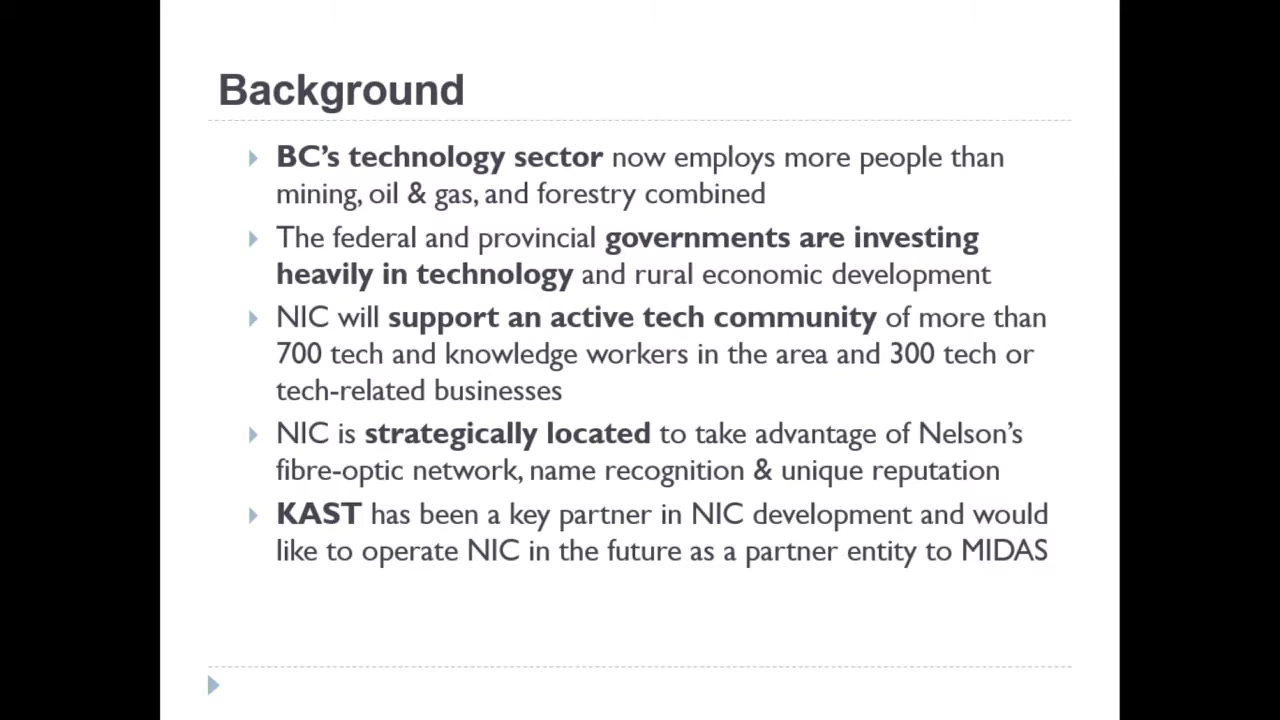 Background
BC's technology sector now employs more people than
mining, oil & gas, and forestry combined
The federal and provincial governments are investing
heavily in technology and rural economic development
NIC will support an active tech community of more than
700 tech and knowledge workers in the area and 300 tech or
tech-related businesses
NIC is strategically located to take advantage of Nelson's
fibre-optic network, name recognition & unique reputation
KAST has been a key partner in NIC development and would
like to operate NIC in the future as a partner entity to MIDAS